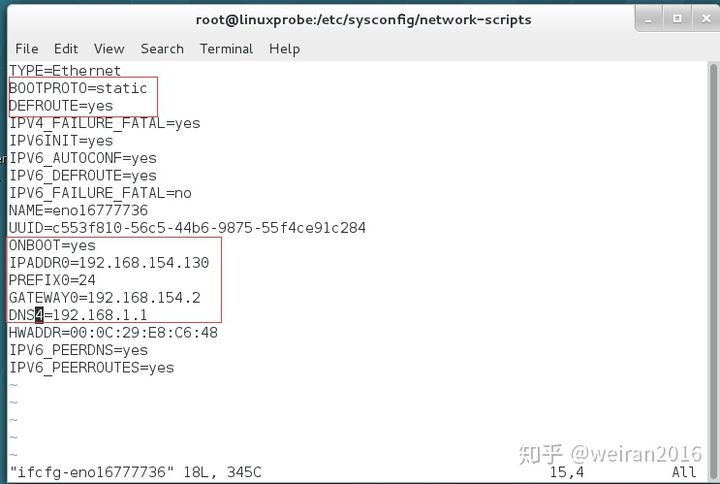 root@linuxprobe:/etc/sysconfig/network-scripts
File Edit View Search Terminal Help
TYPE=Ethernet
BOOTPROTO=static
DEFROUTE=yes
IPV4_FAILURE_FATAL=yes
IPV6INIT=yes
IPV6_AUTOCONF=yes
IPV6_DEFROUTE=yes
IPV6_FAILURE_FATAL=no
NAME=eno16777736
UUID=c553f810-56c5-44b6-9875-55f4ce91c284
ONBOOT=yes
IPADDR0=192.168.154.130
PREFIX0=24
GATEWAY0=192.168.154.2
DNS4=192.168.1.1
HWADDR=00:0C:29:E8:C6:48
IPV6_PEERDNS=yes
IPV6_PEERROUTES=yes
~
~
~
~
~
知乎 @weiran2016
"ifcfg-eno16777736" 18L, 345C 15,4 All